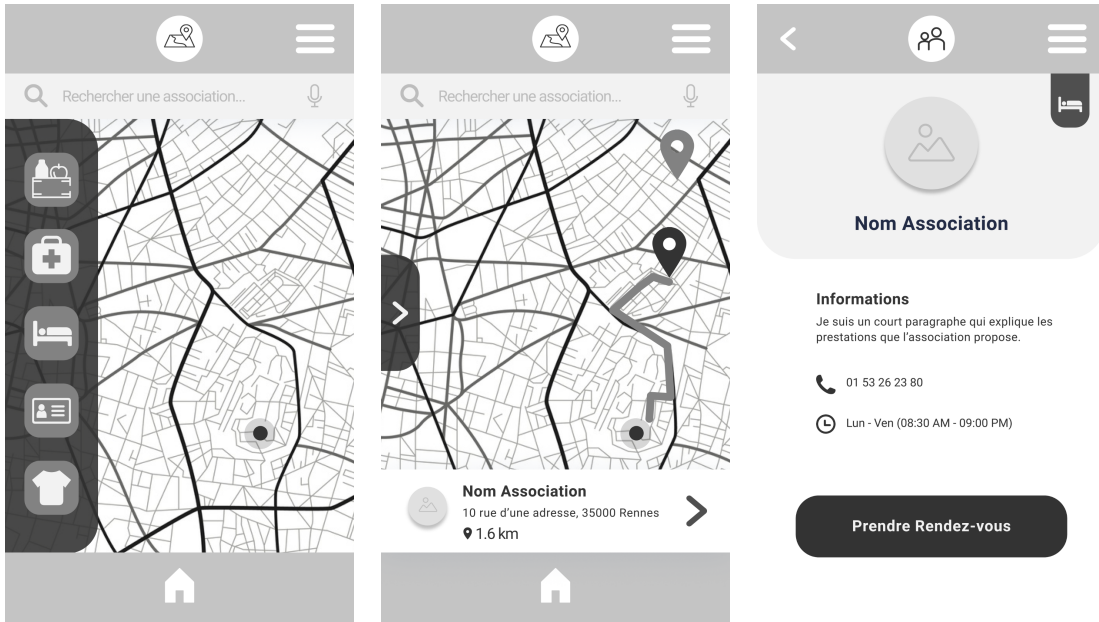 Rechercher une association...
Rechercher une association...
Nom Association
10 rue d'une adresse, 35000 Rennes
1.6 km
Nom Association
Informations
Je suis un court paragraphe qui explique les
prestations que l'association propose.
01 53 26 23 80
Lun - Ven (08:30 AM - 09:00 PM)
Prendre Rendez-vous